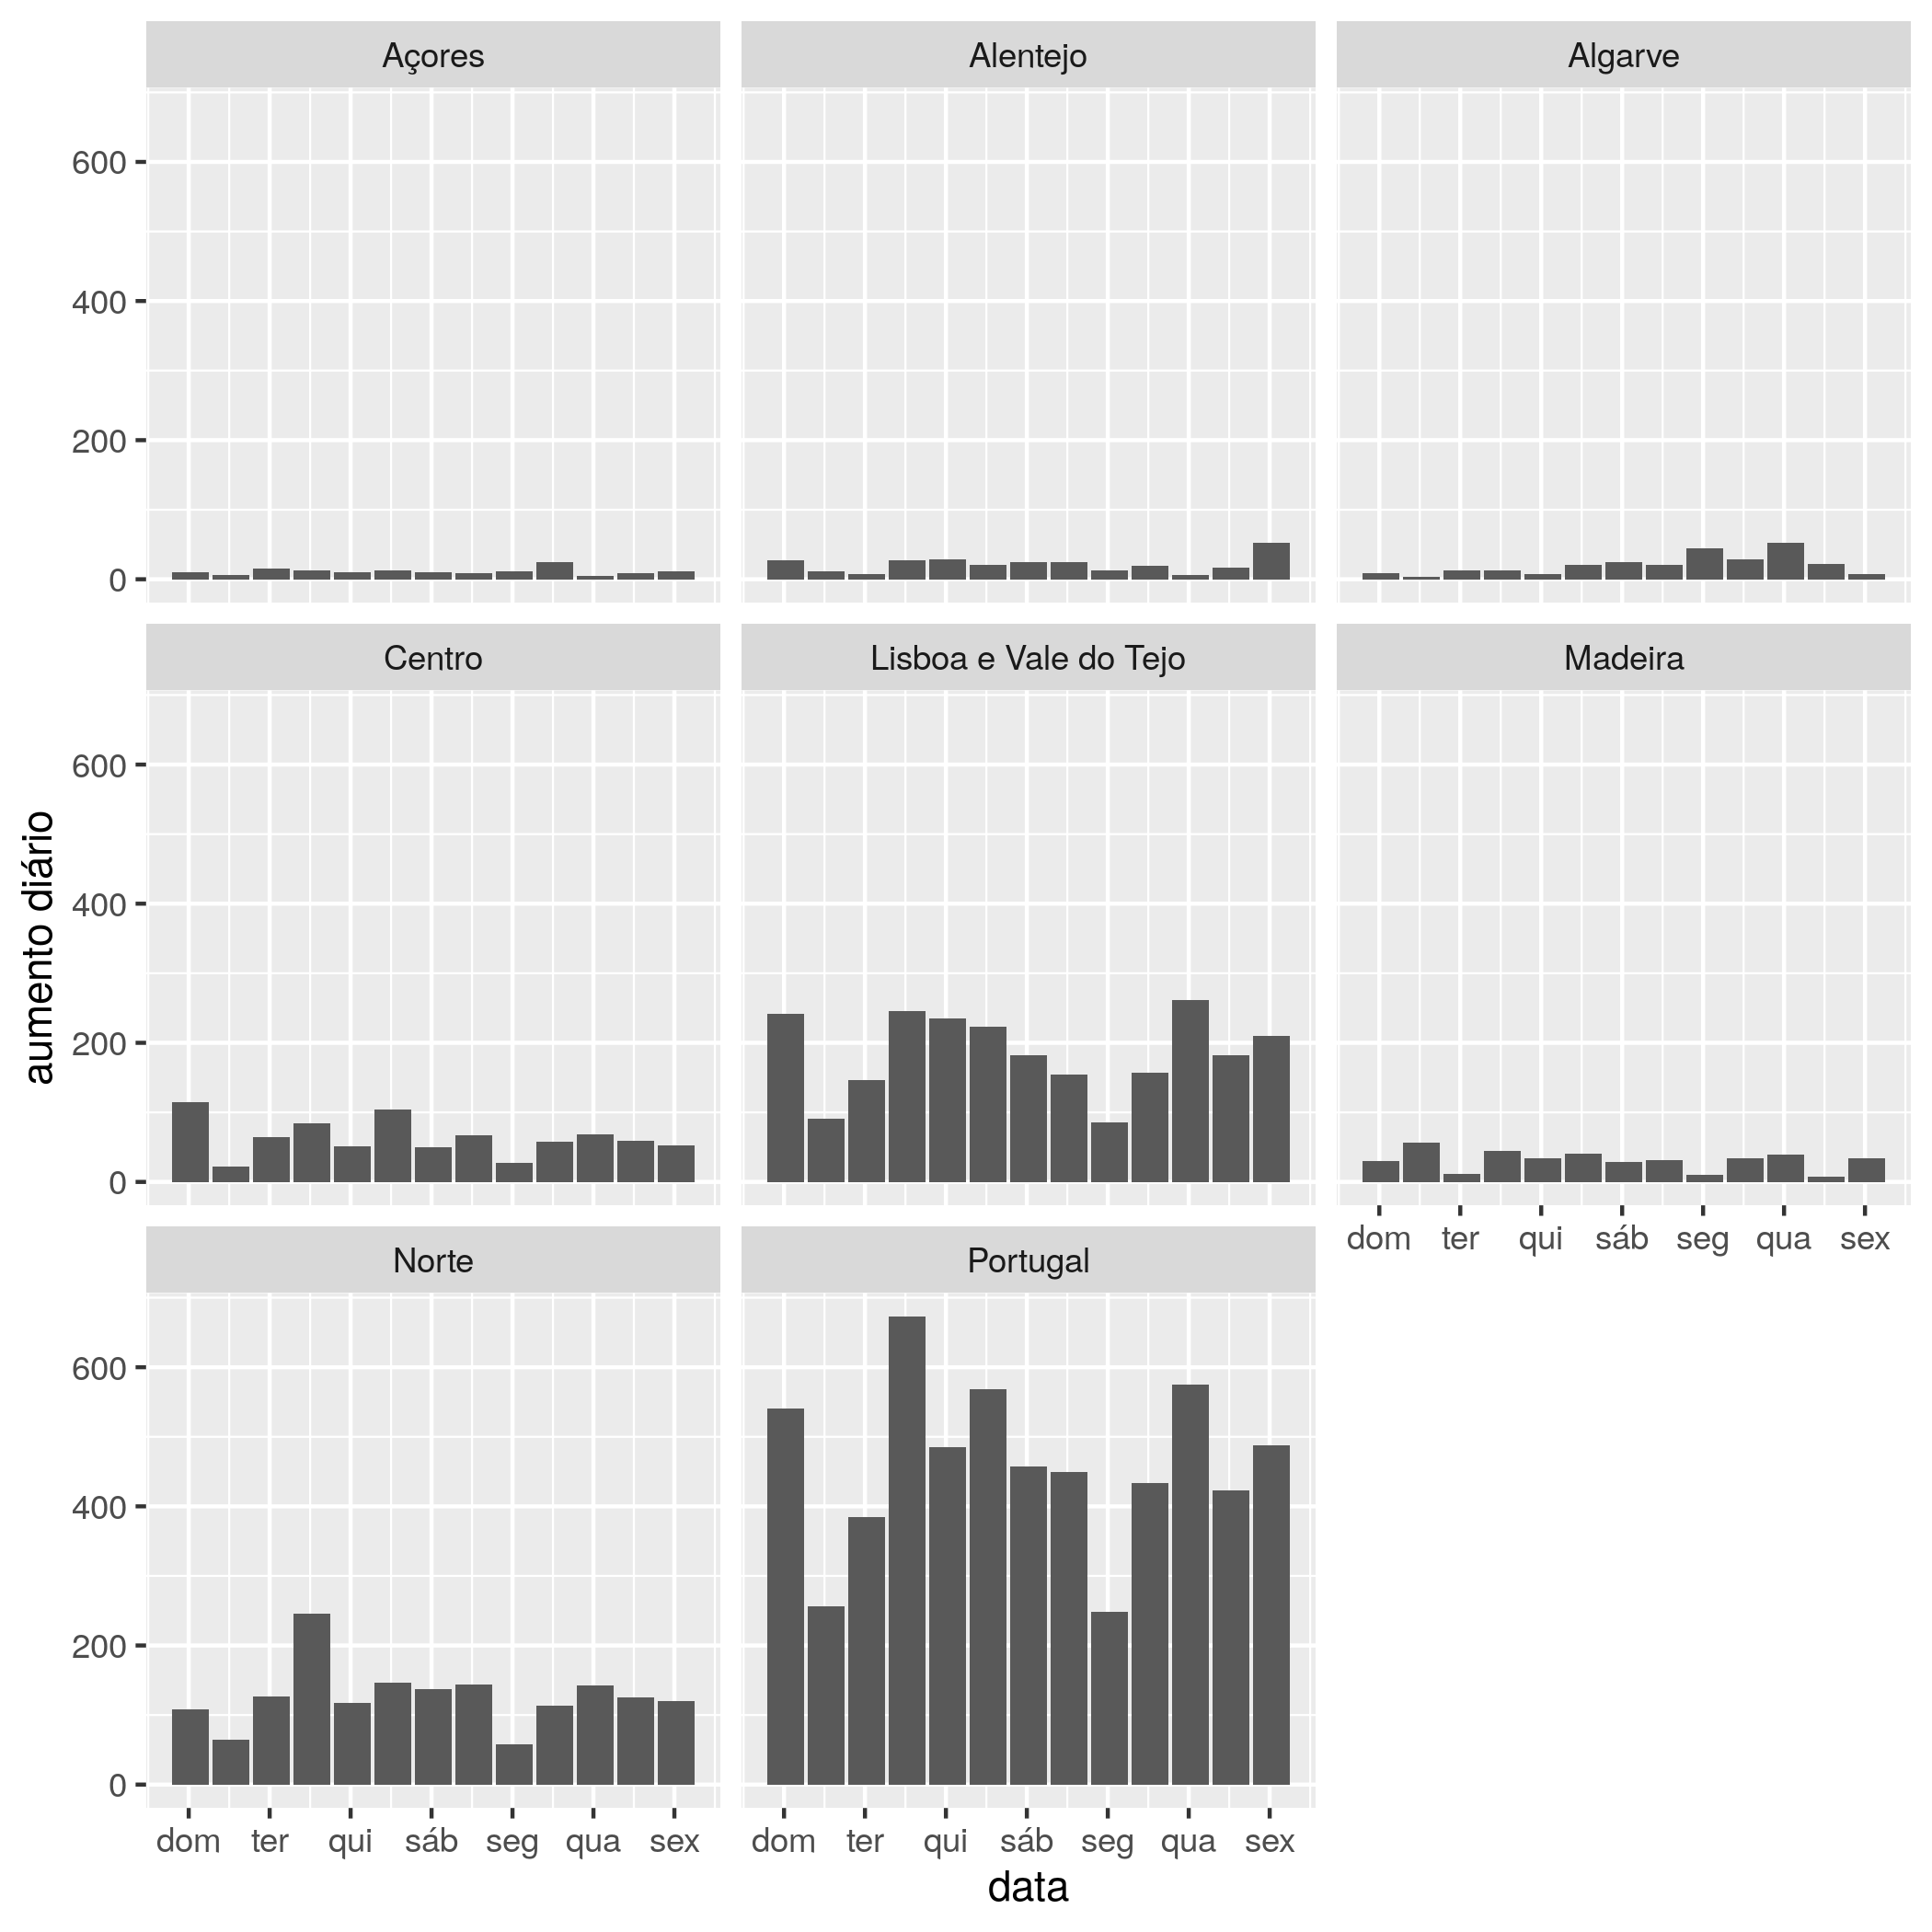 Açores Alentejo Algarve
600
400
200
0
Centro Lisboa e Vale do Tejo Madeira
600
400
200
0
dom ter qui sáb seg qua sex
Norte Portugal
600
400
200
0
dom ter qui sáb seg qua sex dom ter qui sáb seg qua sex
data
aumento diário